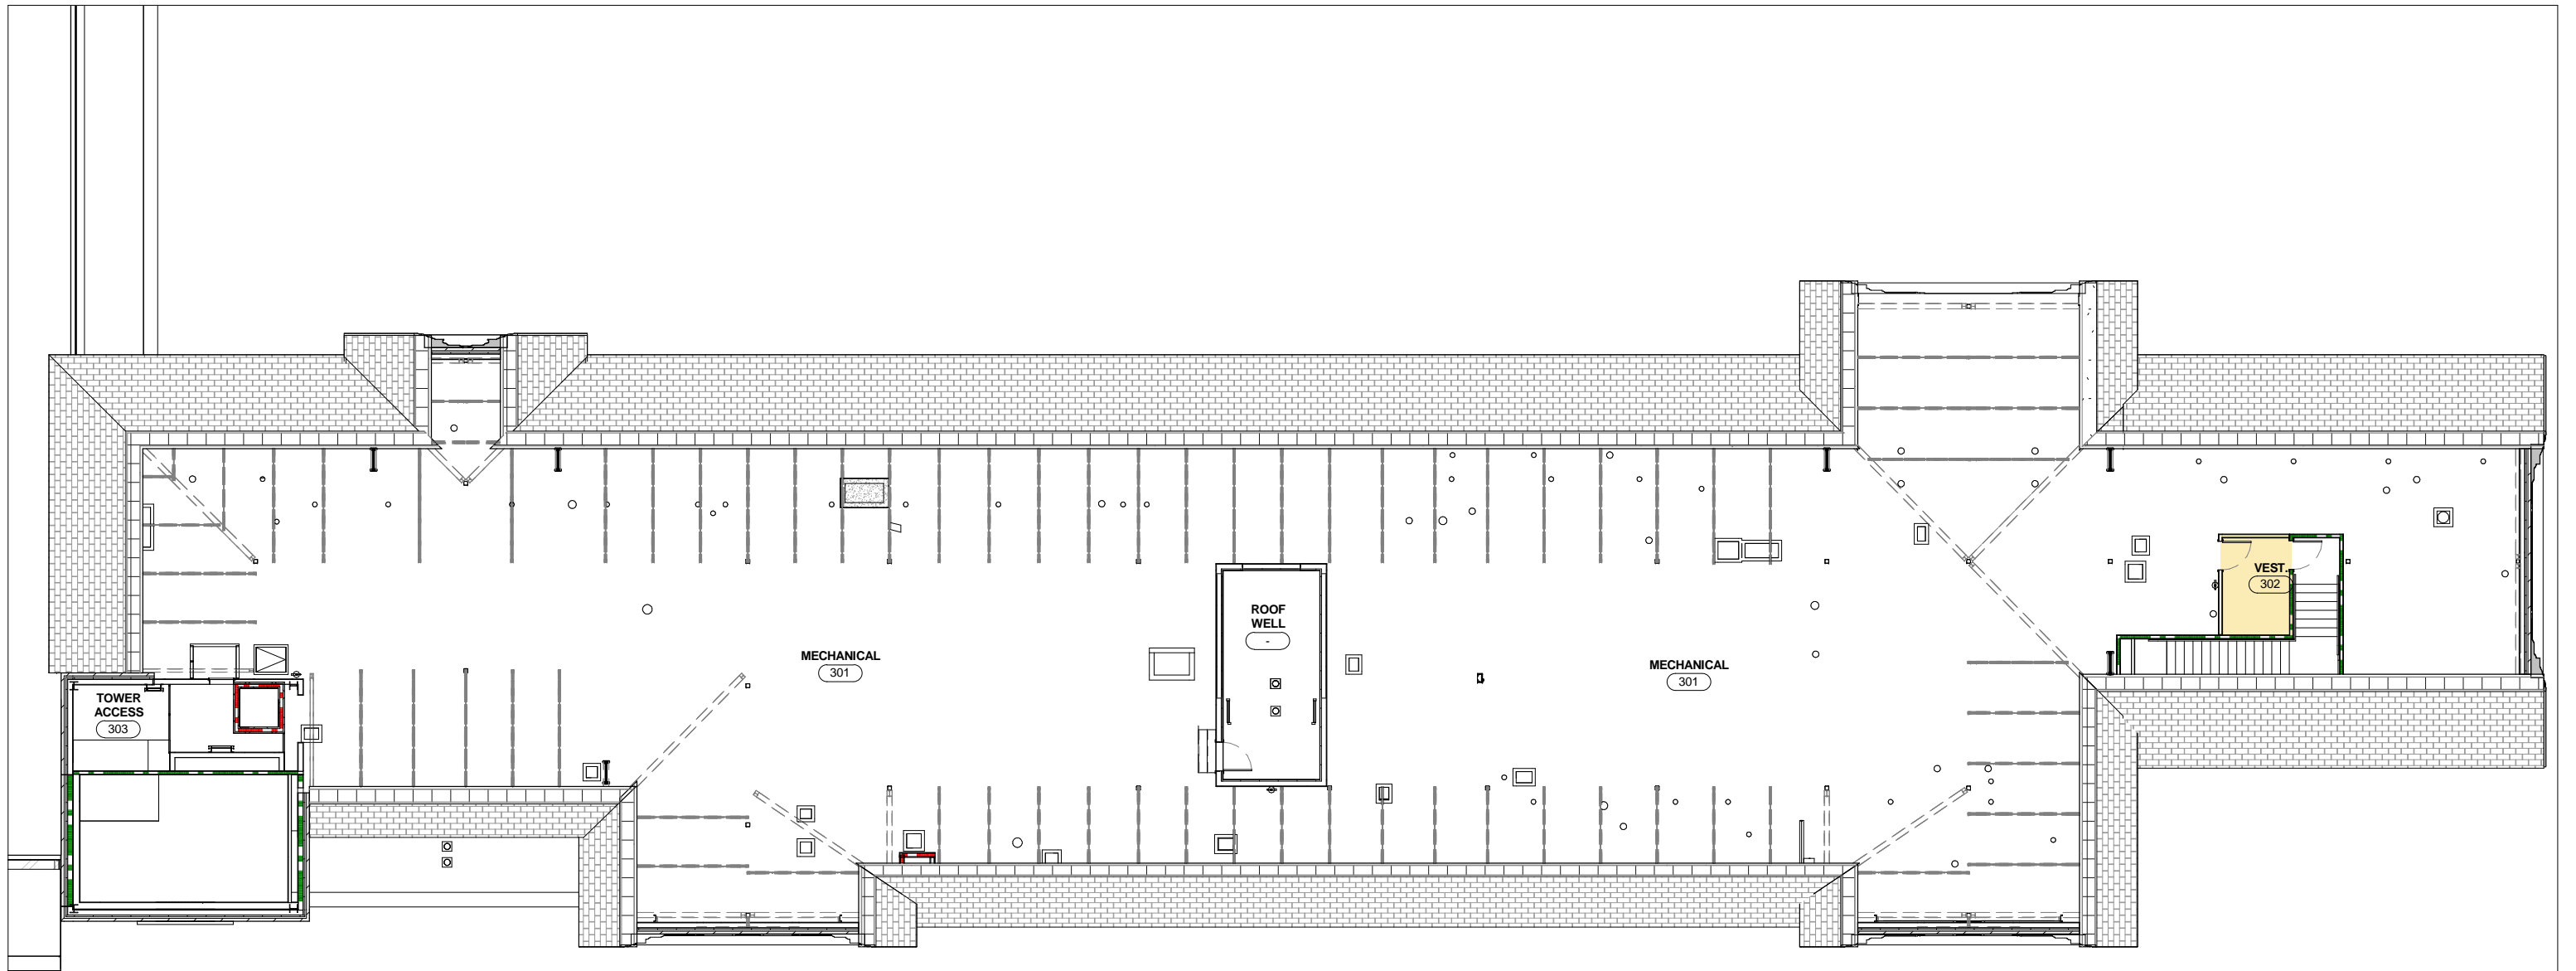 VEST.
302
ROOF
WELL
-
MECHANICAL
301
MECHANICAL
301
TOWER
ACCESS
303